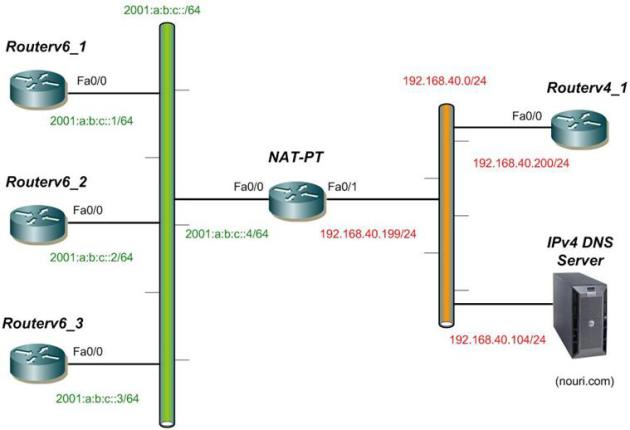 2001:a:b:c::/64
Routerv6_1
Fa0/0
2001:a:b:c::1/64
Routerv6_2
Fa0/0
2001:a:b:c::2/64
Routerv6_3
Fa0/0
2001:a:b:c::3/64
NAT-PT
Fa0/0
Fa0/1
2001:a:b:c::4/64
192.168.40.199/24
192.168.40.0/24
Routerv4_1
Fa0/0
192.168.40.200/24
IPv4 DNS
Server
192.168.40.104/24
(nouri.com)